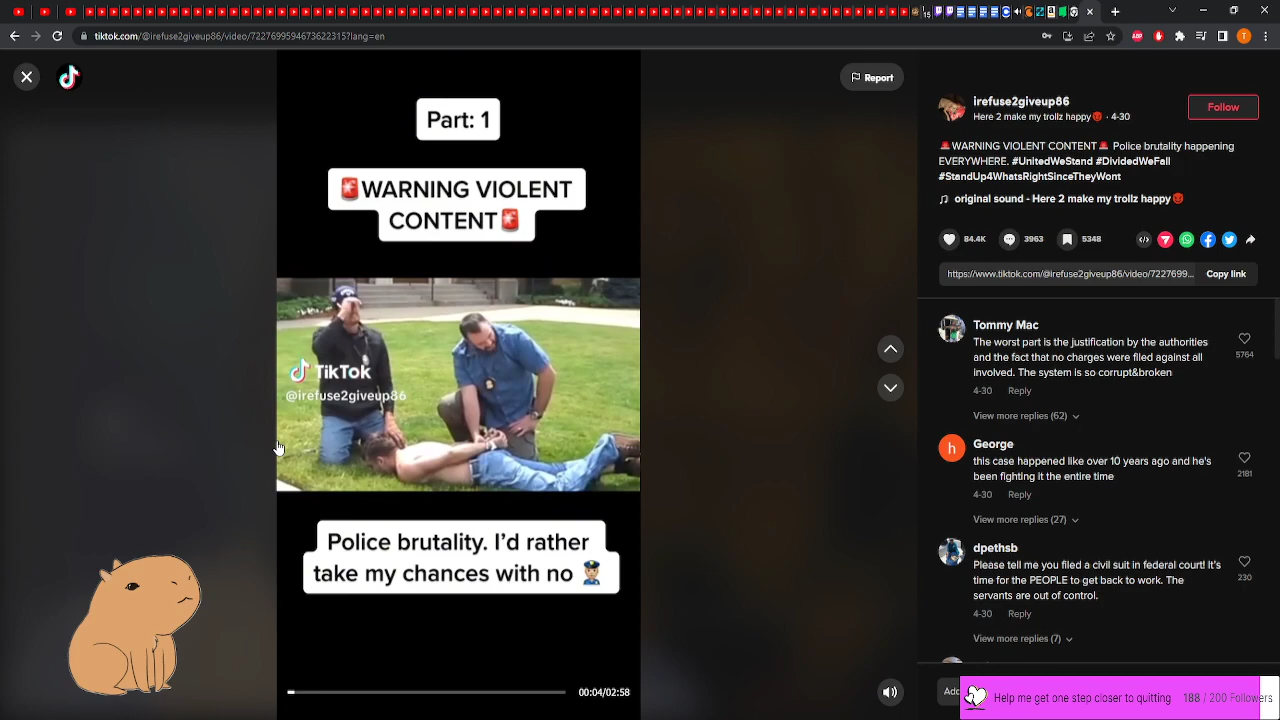 15
tiktok.com/@irefuse2giveup86/video/7227699594673622315?lang=en
T
Report
Part: 1
🚨WARNING VIOLENT
CONTENT🚨
TikTok
@irefuse2giveup86
Police brutality. I'd rather
take my chances with no 👮🏼
00:04/02:58
irefuse2giveup86
Here 2 make my trollz happy😡 · 4-30
Follow
🚨WARNING VIOLENT CONTENT🚨 Police brutality happening
EVERYWHERE. #UnitedWeStand #DividedWeFall
#StandUp4WhatsRightOnceTheyWont
original sound - Here 2 make my trollz happy😡
84.4K 3963 5348
https://www.tiktok.com/@irefuse2giveup86/video/7227699... Copy link
Tommy Mac
The worst part is the justification by the authorities
and the fact that no charges were filed against all
involved. The system is so corrupt&broken
5764
4-30 Reply
View more replies (62)
h
George
this case happened like over 10 years ago and he's
been fighting it the entire time
2181
4-30 Reply
View more replies (27)
dpetersb
Please tell me you filed a civil suit in federal court It's
time for the PEOPLE to get back to work. The
servants are out of control.
230
4-30 Reply
View more replies (7)
Add
Help me get one step closer to quitting 188 / 200 Follow